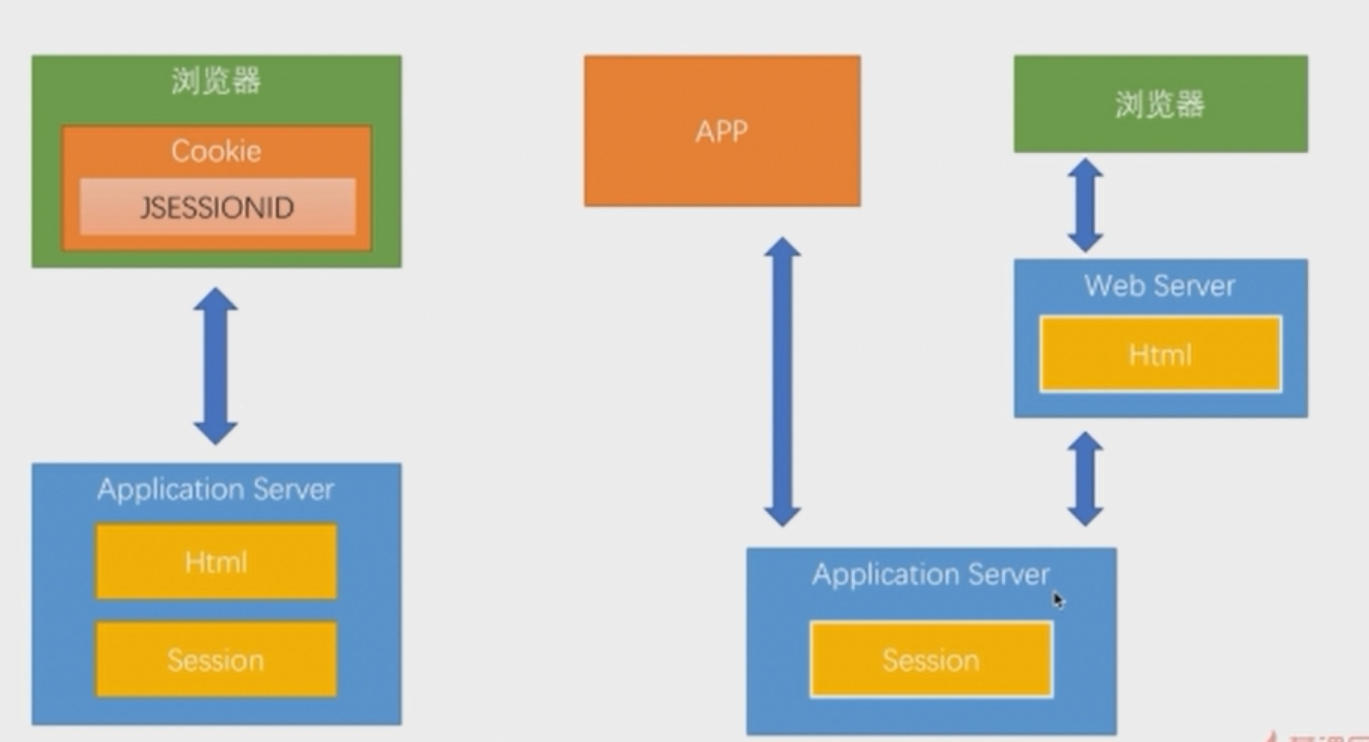 浏览器
Cookie
JSESSIONID
Application Server
Html
Session
APP
浏览器
Web Server
Html
Application Server
Session